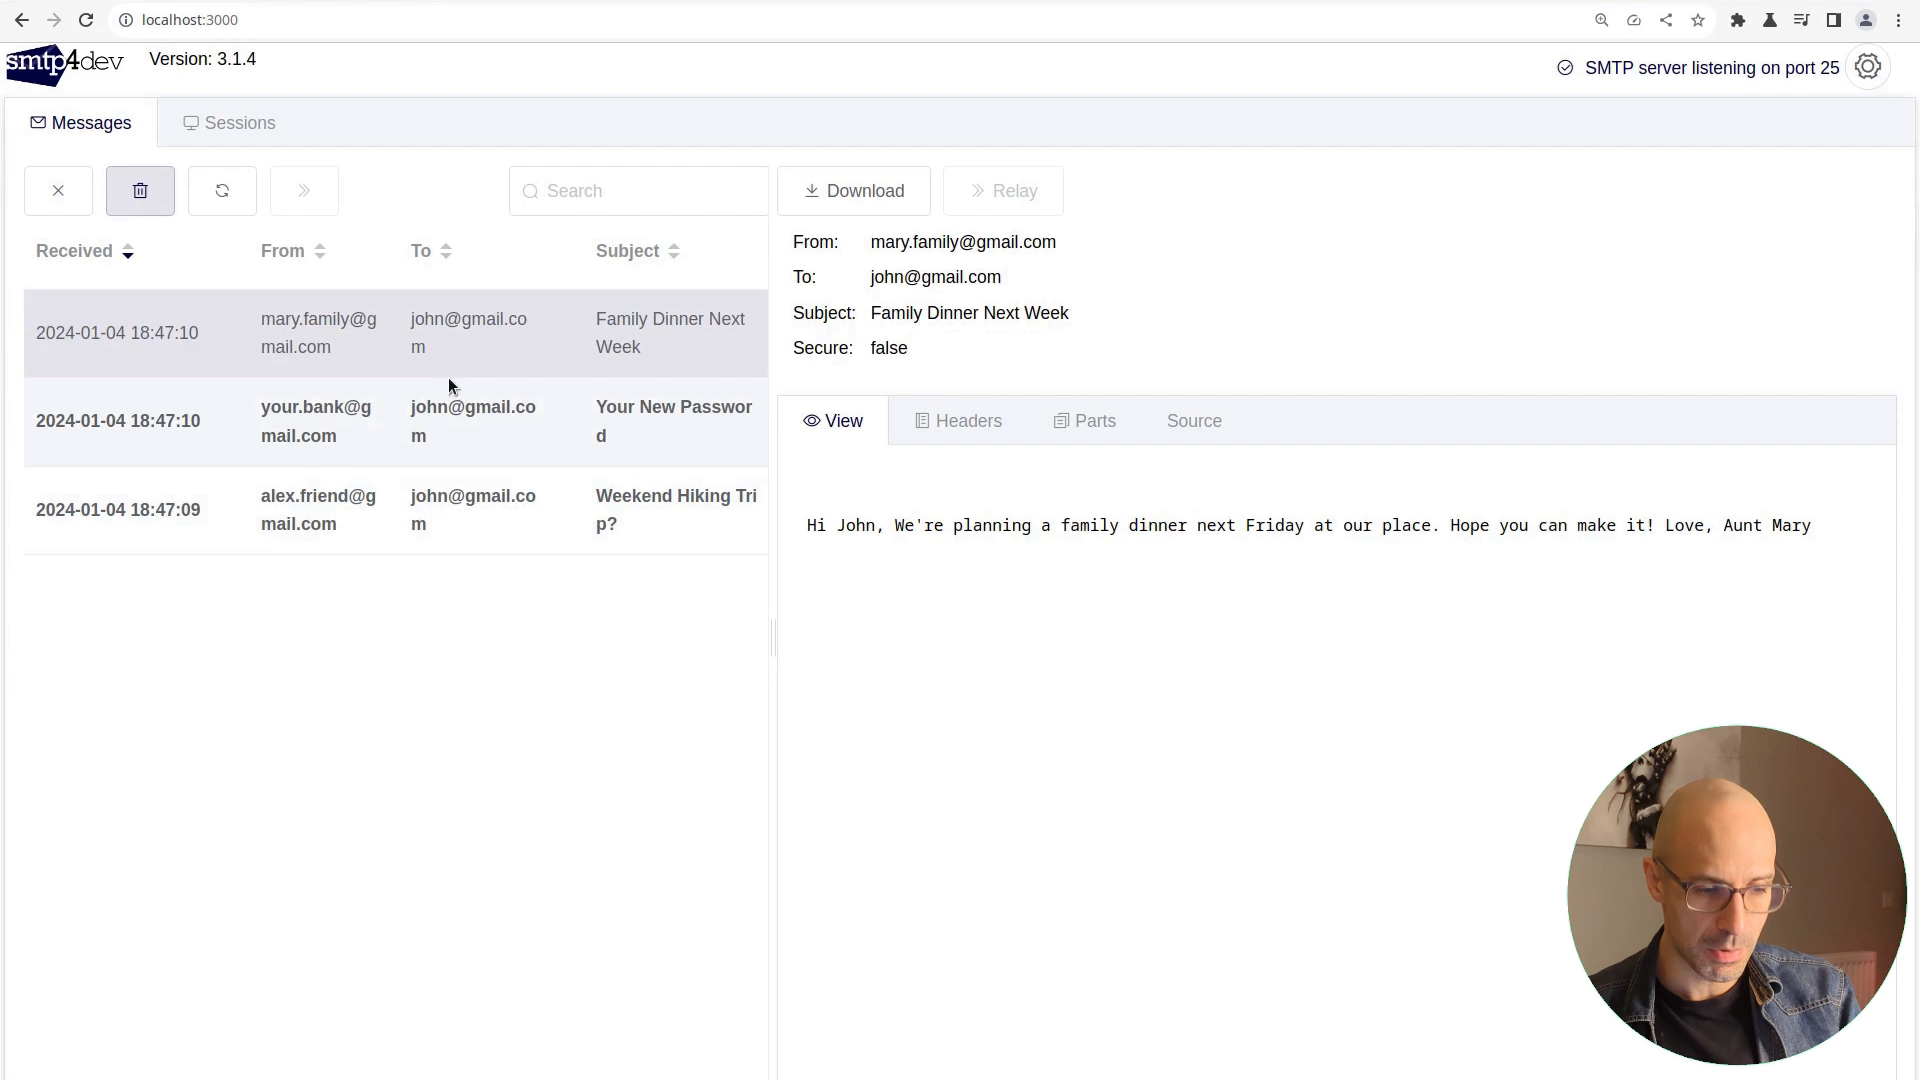 localhost:3000
smtp4dev
Version: 3.1.4
SMTP server listening on port 25
Messages
Sessions
Search
Download
Relay
Received
From
To
Subject
2024-01-04 18:47:10
mary.family@g
mail.com
john@gmail.co
m
Family Dinner Next
Week
2024-01-04 18:47:10
your.bank@g
mail.com
john@gmail.co
m
Your New Passwor
d
2024-01-04 18:47:09
alex.friend@g
mail.com
john@gmail.co
m
Weekend Hiking Tri
p?
From: mary.family@gmail.com
To: john@gmail.com
Subject: Family Dinner Next Week
Secure: false
View
Headers
Parts
Source
Hi John, We're planning a family dinner next Friday at our place. Hope you can make it! Love, Aunt Mary